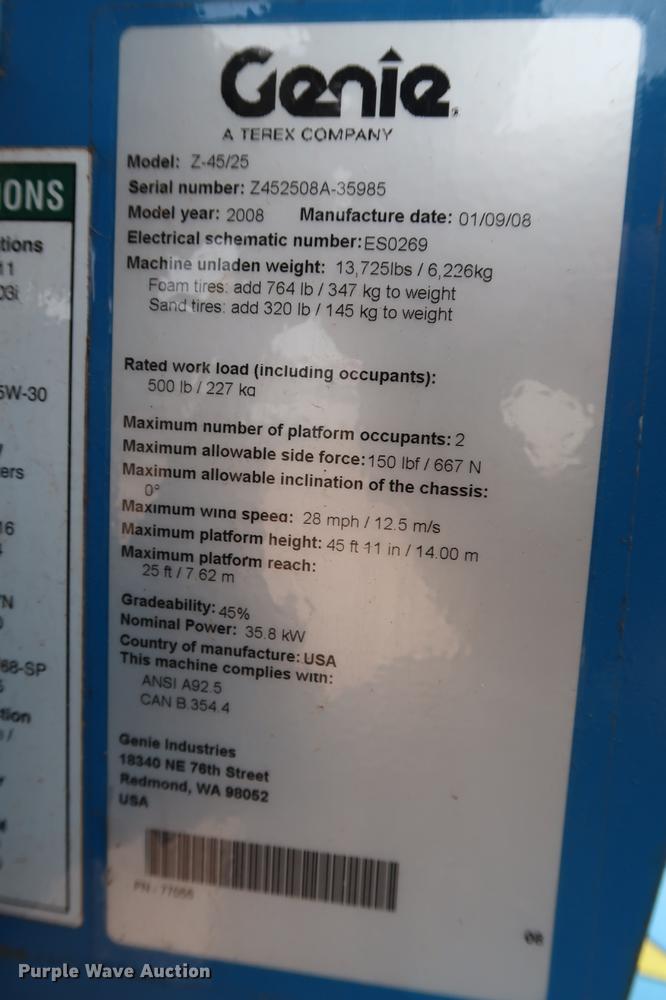 Genie
A TEREX COMPANY
Model: Z-45/25
Serial number: Z452508A-35985
Model year: 2008 Manufacture date: 01/09/08
Electrical schematic number:ES0269
Machine unladen weight: 13,725lbs / 6,226kg
Foam tires: add 764 lb / 347 kg to weight
Sand tires: add 320 lb / 145 kg to weight
Rated work load (including occupants):
500 lb / 227 kg
Maximum number of platform occupants: 2
Maximum allowable side force: 150 lbf / 667 N
Maximum allowable inclination of the chassis:
0°
Maximum wind speed: 28 mph / 12.5 m/s
Maximum platform height: 45 ft 11 in / 14.00 m
Maximum platform reach:
25 ft / 7.62 m
Gradeability: 45%
Nominal Power: 35.8 kW
Country of manufacture: USA
This machine complies with:
ANSI A92.5
CAN B.354.4
Genie Industries
18340 NE 76th Street
Redmond, WA 98052
USA
08
IONS
tions
11
03i
5W-30
ers
16
68-SP
tion
Purple Wave Auction